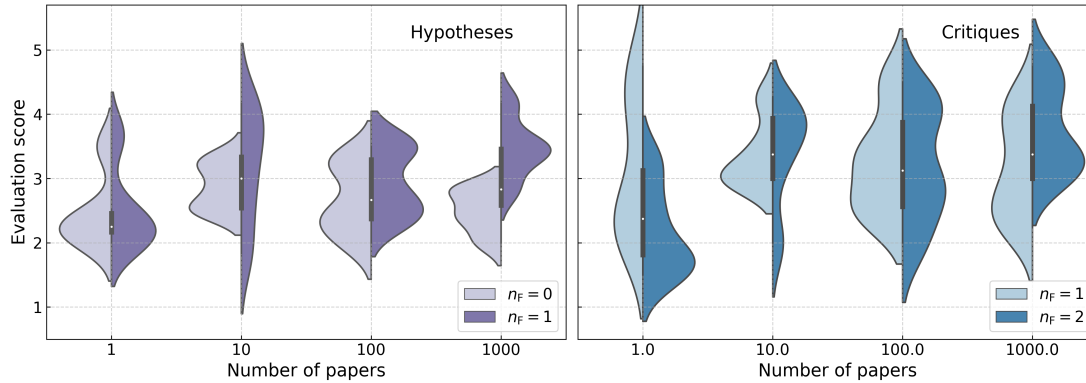 Hypotheses
Critiques
Evaluation score
5
4
3
2
1
n_F = 0
n_F = 1
n_F = 1
n_F = 2
1 10 100 1000
1.0 10.0 100.0 1000.0
Number of papers
Number of papers